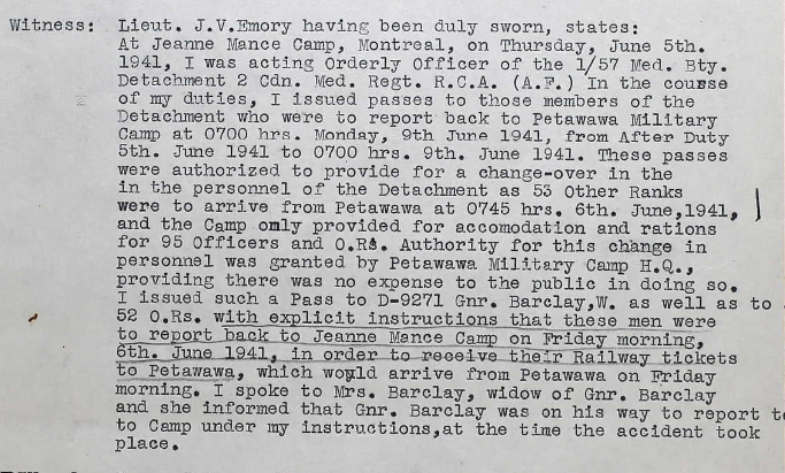 Witness: Lieut. J.V.Emory having been duly sworn, states:
At Jeanne Mance Camp, Montreal, on Thursday, June 5th.
1941, I was acting Orderly Officer of the 1/57 Med. Bty.
Detachment 2 Cdn. Med. Regt. R.C.A. (A.F.) In the course
of my duties, I issued passes to those members of the
Detachment who were to report back to Petawawa Military
Camp at 0700 hrs. Monday, 9th June 1941, from After Duty
5th. June 1941 to 0700 hrs. 9th. June 1941. These passes
were authorized to provide for a change-over in the
in the personnel of the Detachment as 53 Other Ranks
were to arrive from Petawawa at 0745 hrs. 6th. June,1941,
and the Camp only provided for accomodation and rations
for 95 Officers and O.Rs. Authority for this change in
personnel was granted by Petawawa Military Camp H.Q.,
providing there was no expense to the public in doing so.
I issued such a Pass to D-9271 Gnr. Barclay,W. as well as to
52 O.Rs. with explicit instructions that these men were
to report back to Jeanne Mance Camp on Friday morning,
6th. June 1941, in order to receive their Railway tickets
to Petawawa, which would arrive from Petawawa on Friday
morning. I spoke to Mrs. Barclay, widow of Gnr. Barclay
and she informed that Gnr. Barclay was on his way to report to
to Camp under my instructions,at the time the accident took
place.